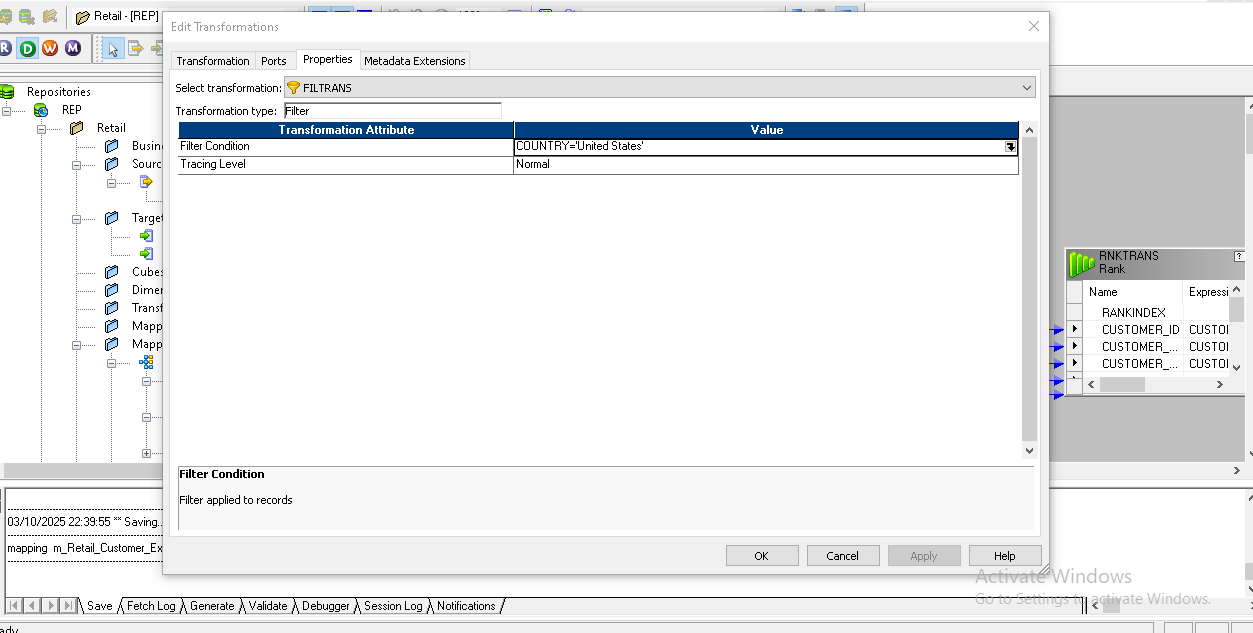 Retail - [REP]
Edit Transformations
R D W M
Transformation Ports Properties Metadata Extensions
Select transformation: FILTRANS
Transformation type: Filter
Transformation Attribute Value
Filter Condition COUNTRY='United States'
Tracing Level Normal
Filter Condition
Filter applied to records
OK Cancel Apply Help
Repositories
REP
Retail
Busin
Sourc
Target
Cubes
Dimer
Transf
Mapp
Mapp
RNKTRANS
Rank
?
Name Expressi
RANKINDEX
CUSTOMER_ID CUSTOI
CUSTOMER_... CUSTOI
CUSTOMER_... CUSTOI
03/10/2025 22:39:55 ** Saving.
mapping m_Retail_Customer_Ex
Save Fetch Log Generate Validate Debugger Session Log Notifications
Activate Windows
Go to Settings to activate Windows.
ady